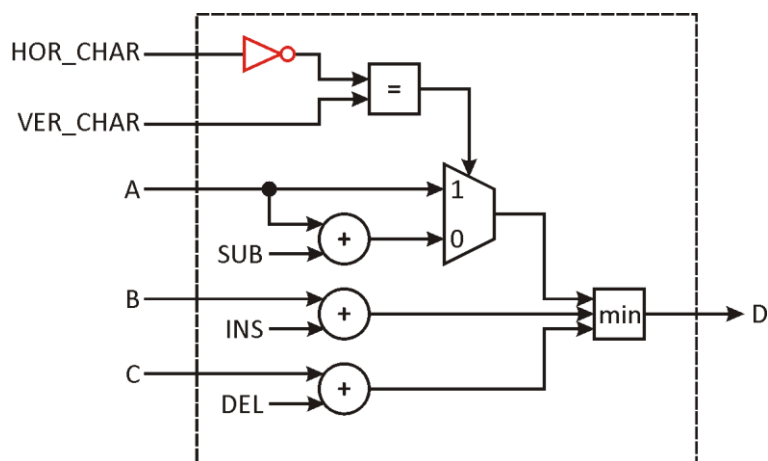 HOR_CHAR
=
VER_CHAR
A
1
SUB
+
0
B
INS
+
min
D
C
DEL
+